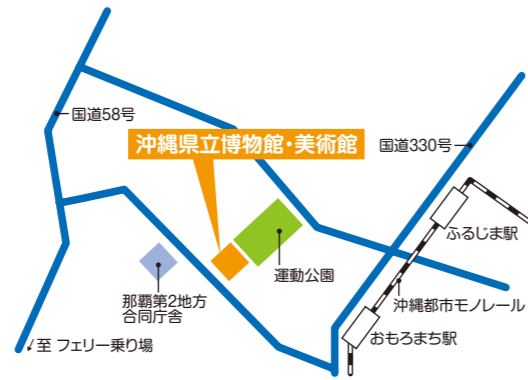 国道58号
沖縄県立博物館・美術館
国道330号
ふるじま駅
運動公園
那覇第2地方
合同庁舎
沖縄都市モノレール
おもろまち駅
至 フェリー乗り場